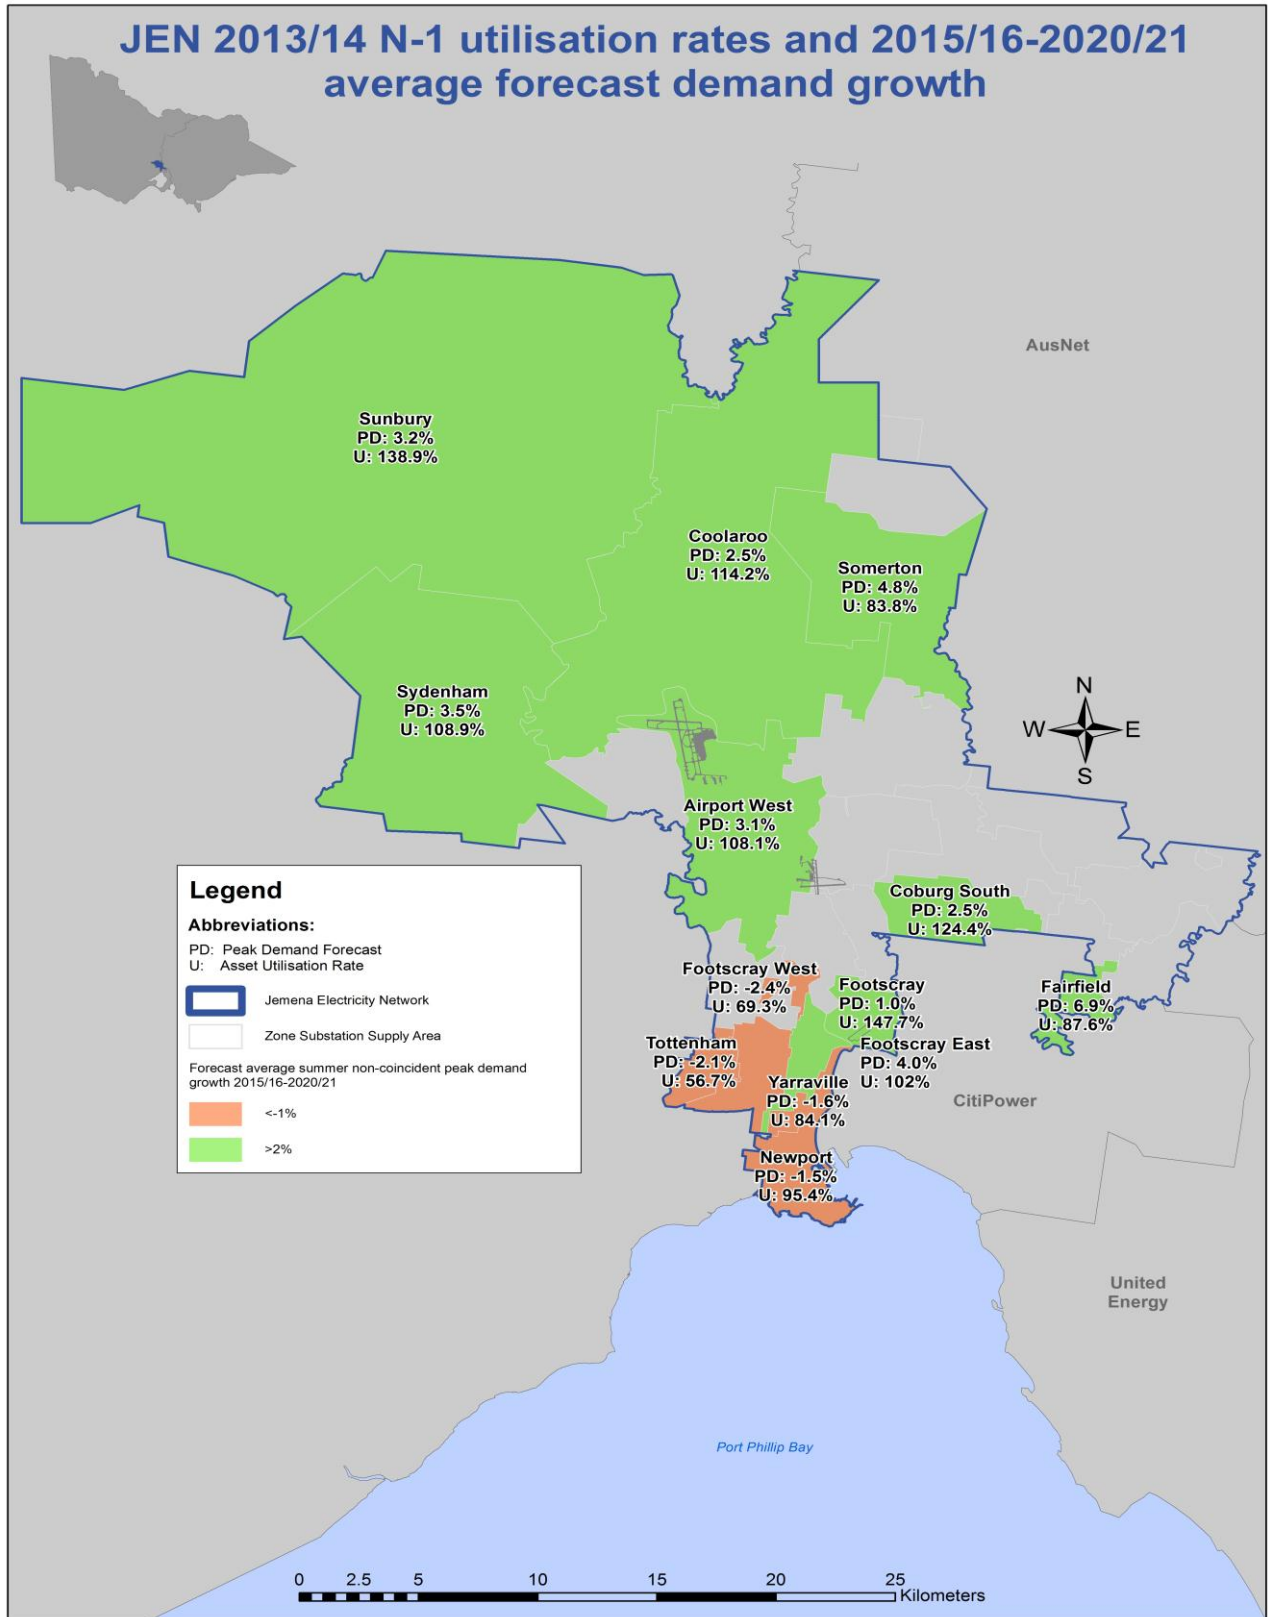 JEN 2013/14 N-1 utilisation rates and 2015/16-2020/21
average forecast demand growth
AusNet
Sunbury
PD: 3.2%
U: 138.9%
Coolaroo
PD: 2.5%
U: 114.2%
Somerton
PD: 4.8%
U: 83.8%
Sydenham
PD: 3.5%
U: 108.9%
N
W
E
S
Airport West
PD: 3.1%
U: 108.1%
Coburg South
PD: 2.5%
U: 124.4%
Footscray West
PD: -2.4%
U: 69.3%
Footscray
PD: 1.0%
U: 147.7%
Fairfield
PD: 6.9%
U: 87.6%
Tottenham
PD: -2.1%
U: 56.7%
Footscray East
PD: 4.0%
U: 102%
Yarraville
PD: -1.6%
U: 84.1%
CitiPower
Newport
PD: -1.5%
U: 95.4%
Legend
Abbreviations:
PD: Peak Demand Forecast
U: Asset Utilisation Rate
Jemena Electricity Network
Zone Substation Supply Area
Forecast average summer non-coincident peak demand
growth 2015/16-2020/21
<-1%
>2%
United
Energy
Port Phillip Bay
0 2.5 5 10 15 20 25
Kilometers